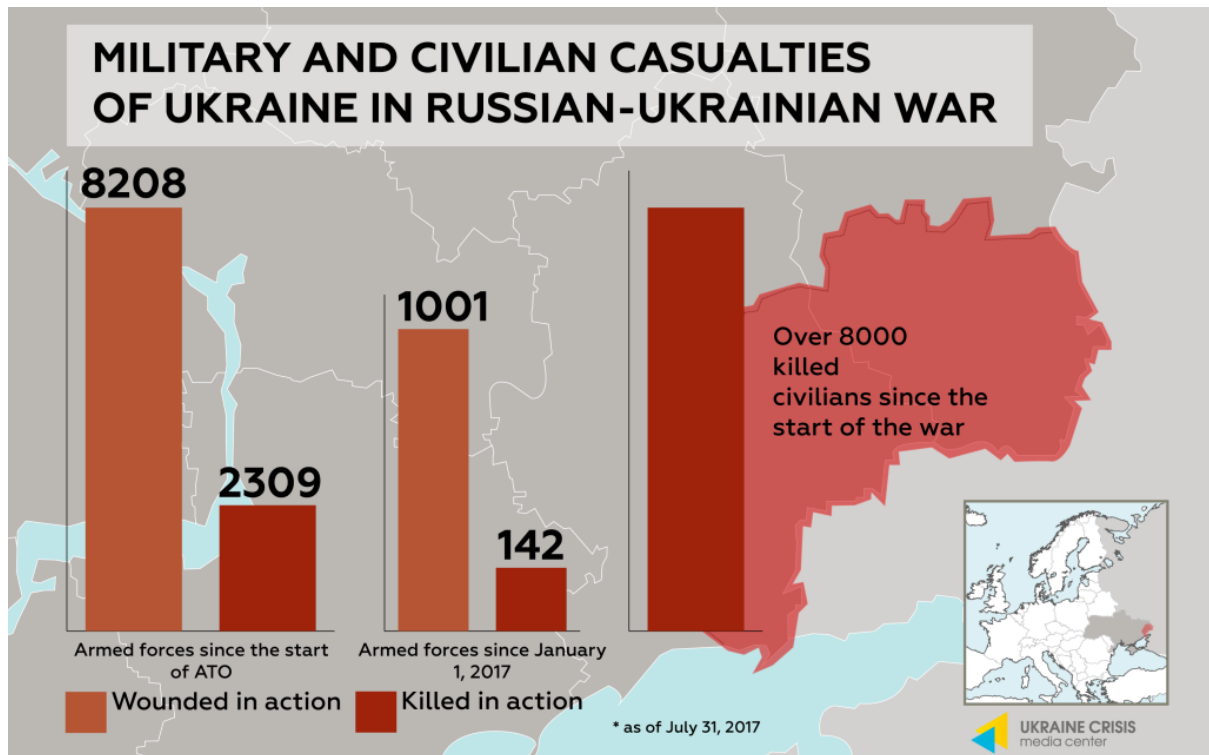 MILITARY AND CIVILIAN CASUALTIES
OF UKRAINE IN RUSSIAN-UKRAINIAN WAR
8208
2309
Armed forces since the start
of ATO
1001
142
Armed forces since January
1, 2017
Over 8000
killed
civilians since the
start of the war
Wounded in action
Killed in action
* as of July 31, 2017
UKRAINE CRISIS
media center